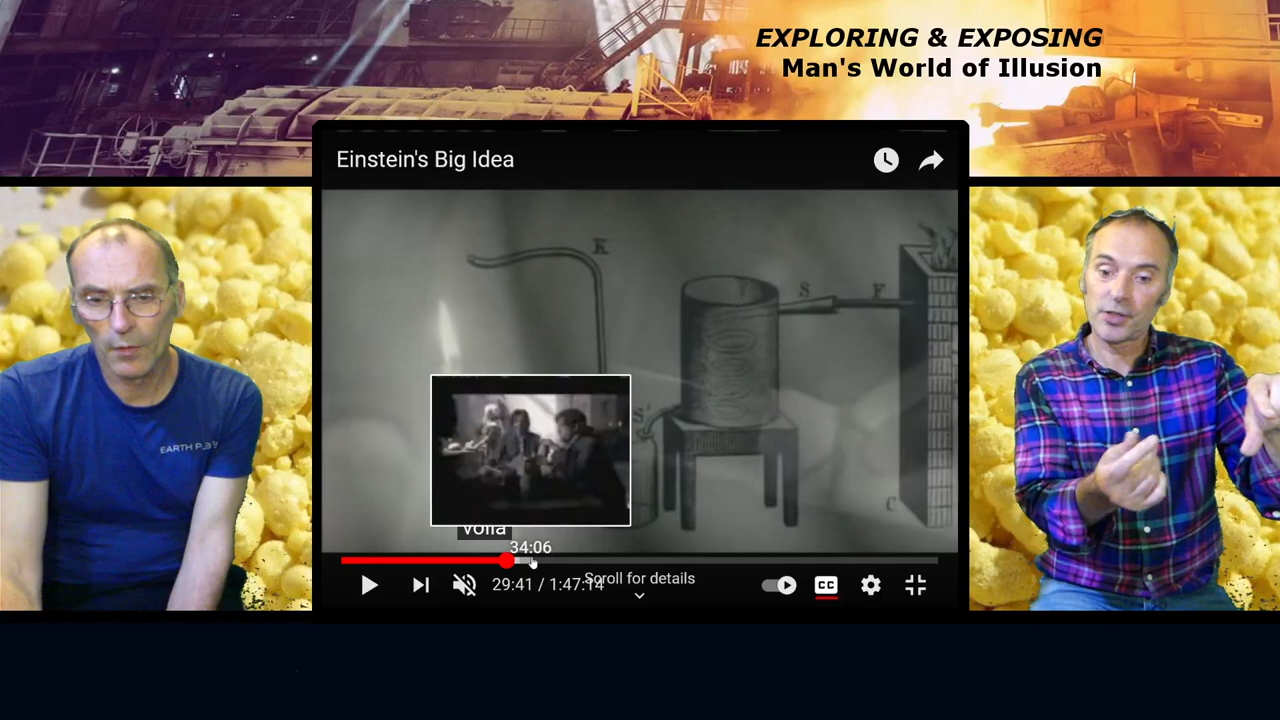 EXPLORING & EXPOSING
Man's World of Illusion
Einstein's Big Idea
K
S
F
S'
C
EARTH
34:06
29:41 / 1:47:14
Scroll for details
CC